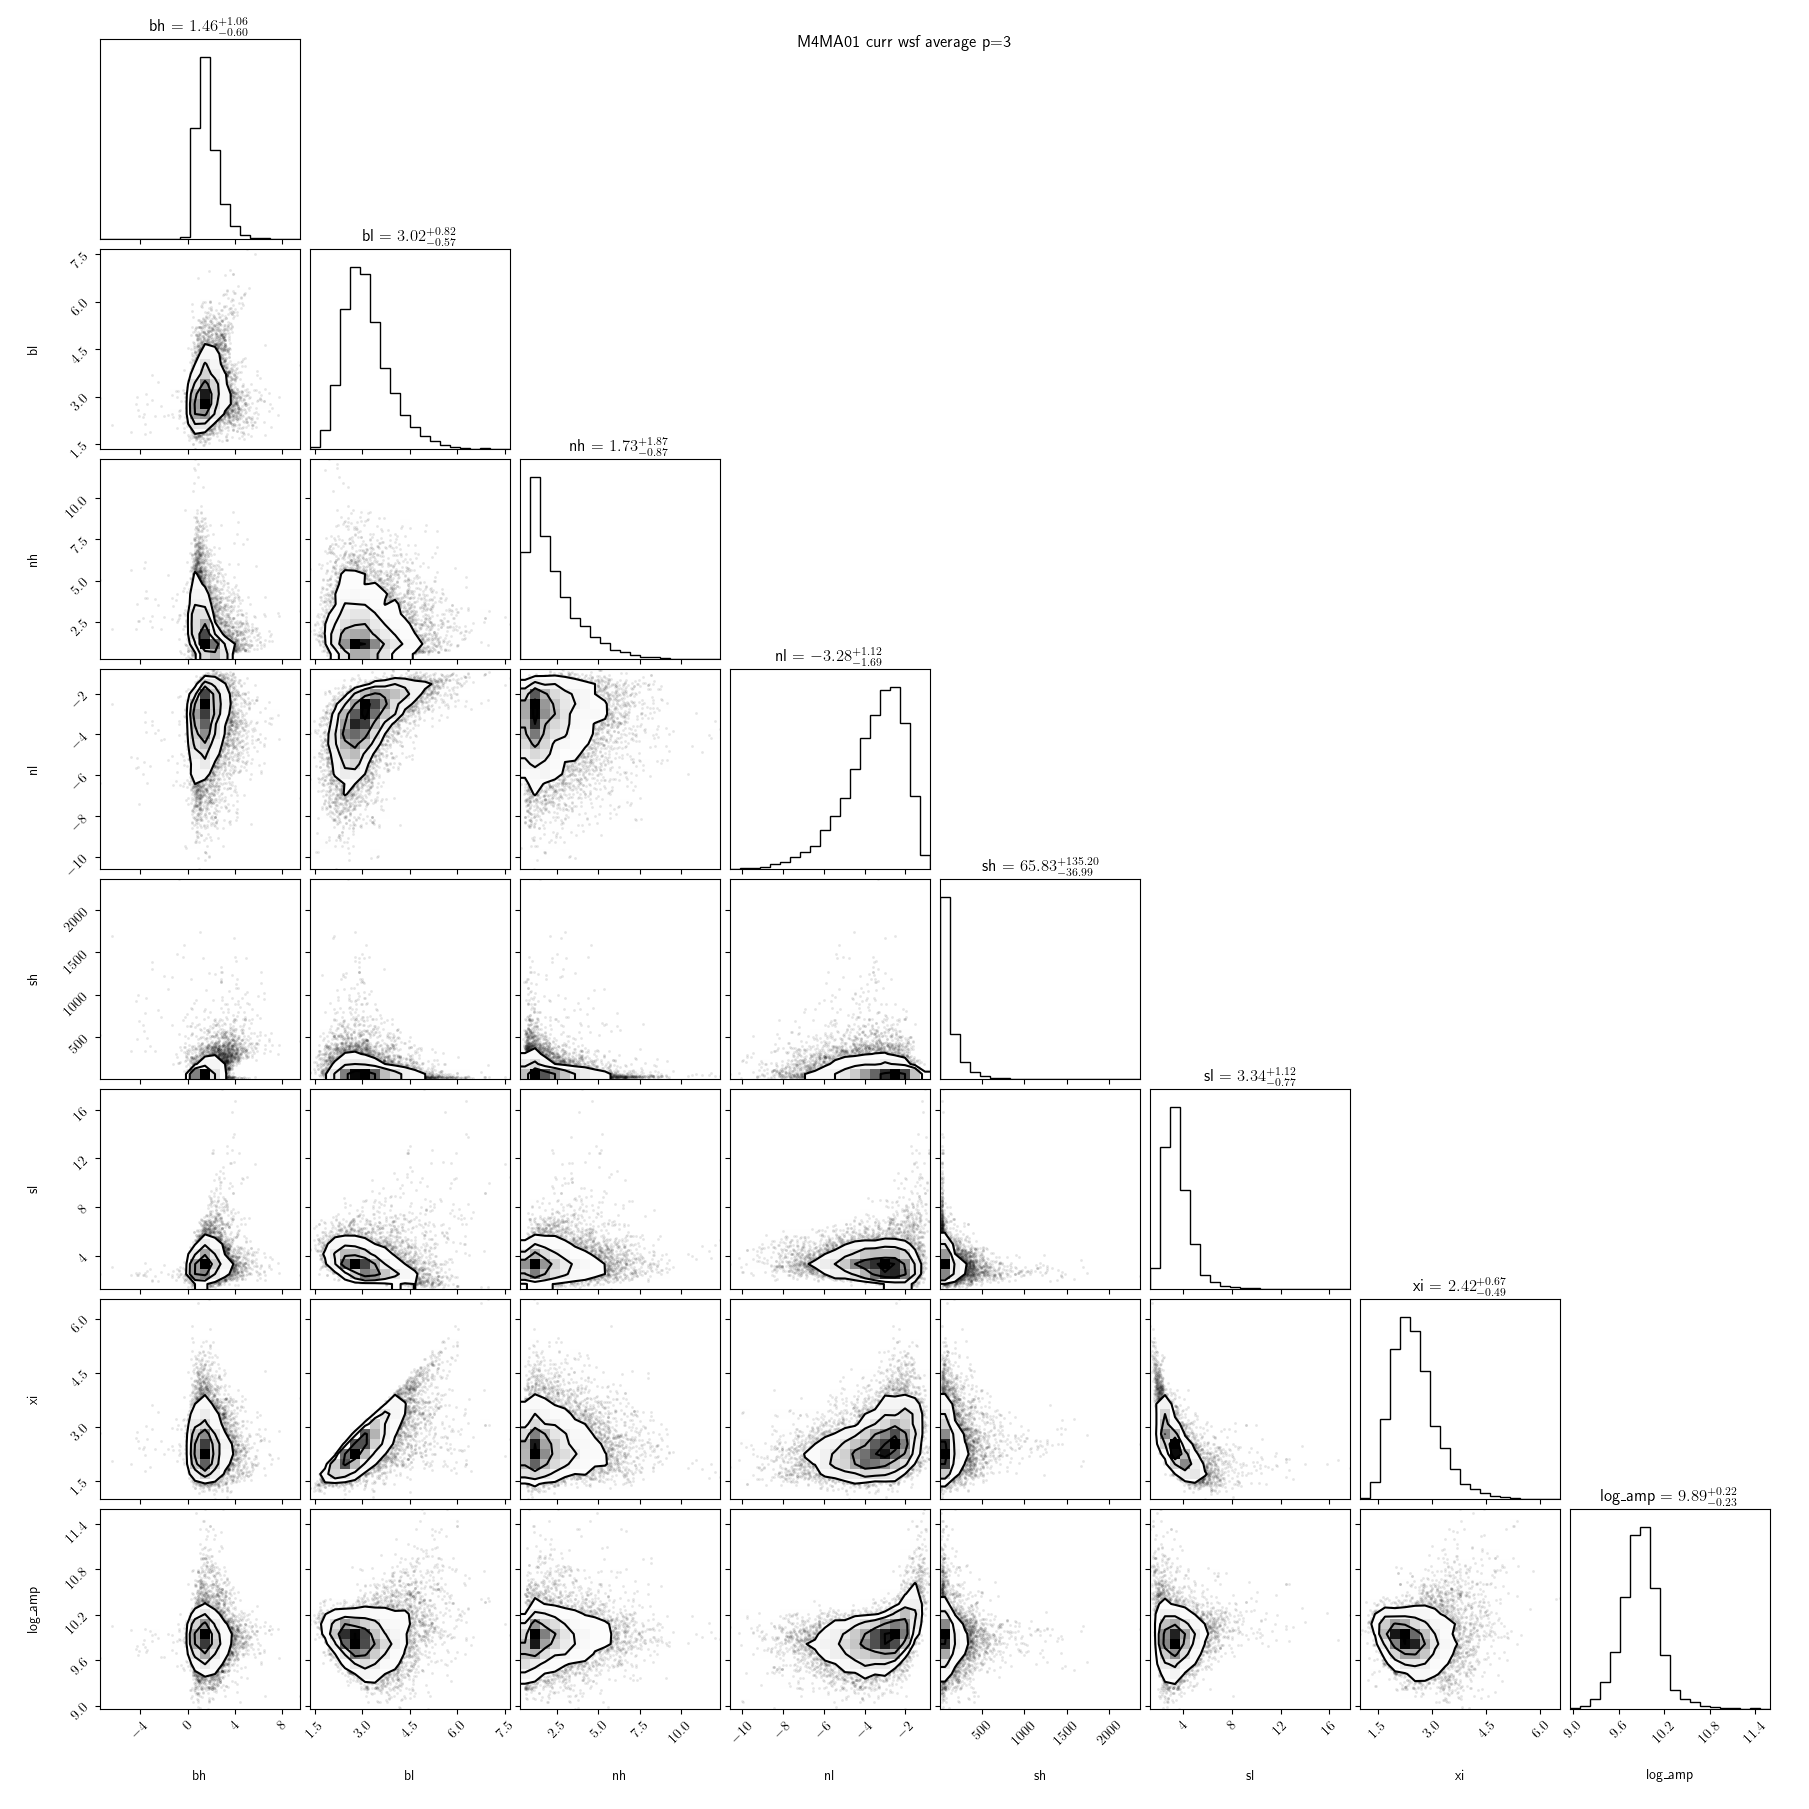 bh = 1.46+1.06−0.60
M4MA01 curr wsf average p=3
bl = 3.02+0.82−0.57
7.5
6.0
4.5
3.0
1.5
bl
nh = 1.73+1.87−0.87
10.0
7.5
5.0
2.5
nh
nl = −3.28+1.12−1.69
−2
−4
−6
−8
−10
nl
sh = 65.83+135.20−36.99
2000
1500
1000
500
sh
sl = 3.34+1.12−0.77
16
12
8
4
sl
xi = 2.42+0.67−0.49
6.0
4.5
3.0
1.5
xi
log_amp = 9.89+0.22−0.23
11.4
10.8
10.2
9.6
9.0
log_amp
−4 0 4 8
1.5 3.0 4.5 6.0 7.5
2.5 5.0 7.5 10.0
−10 −8 −6 −4 −2
500 1000 1500 2000
4 8 12 16
1.5 3.0 4.5 6.0
9.0 9.6 10.2 10.8 11.4
bh
bl
nh
nl
sh
sl
xi
log_amp